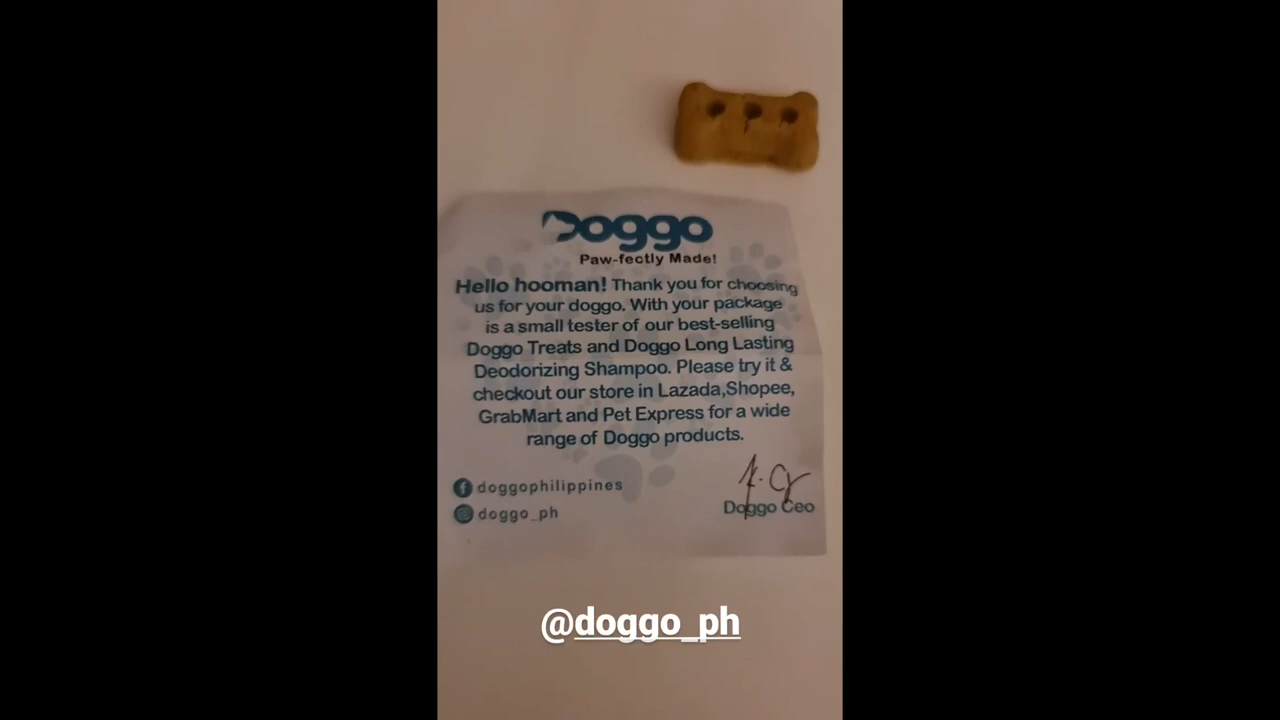 Doggo
Paw-fectly Made!
Hello hooman! Thank you for choosing
us for your doggo. With your package
is a small tester of our best-selling
Doggo Treats and Doggo Long Lasting
Deodorizing Shampoo. Please try it &
checkout our store in Lazada,Shopee,
GrabMart and Pet Express for a wide
range of Doggo products.
doggophilippines
doggo_ph
Doggo Ceo
@doggo_ph